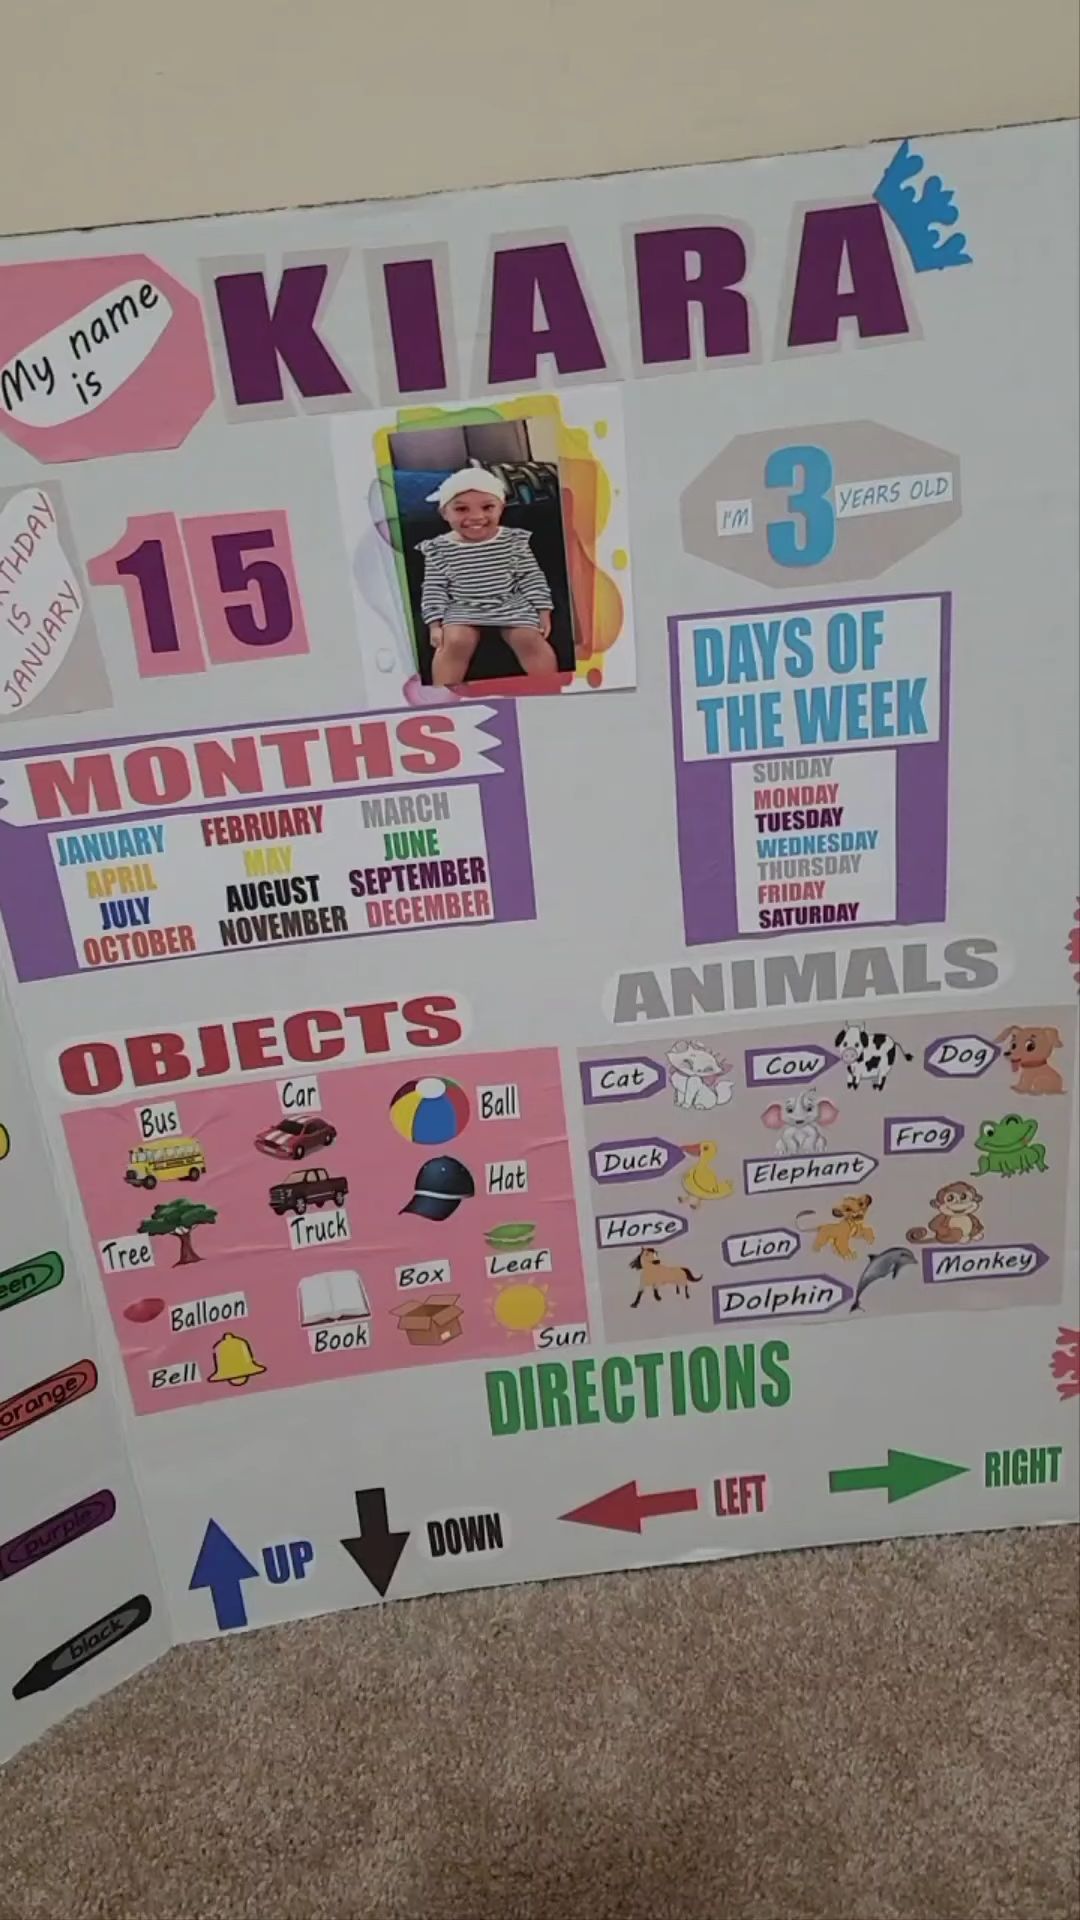 My name
is
KIARA
IS
JANUARY
15
I'M 3 YEARS OLD
MONTHS
JANUARY FEBRUARY MARCH
APRIL MAY JUNE
JULY AUGUST SEPTEMBER
OCTOBER NOVEMBER DECEMBER
DAYS OF
THE WEEK
SUNDAY
MONDAY
TUESDAY
WEDNESDAY
THURSDAY
FRIDAY
SATURDAY
OBJECTS
Bus
Car
Ball
Hat
Truck
Tree
Leaf
Box
Balloon
Book
Sun
Bell
ANIMALS
Cat
Cow
Dog
Duck
Elephant
Frog
Horse
Lion
Monkey
Dolphin
orange
purple
black
DIRECTIONS
UP
DOWN
LEFT
RIGHT